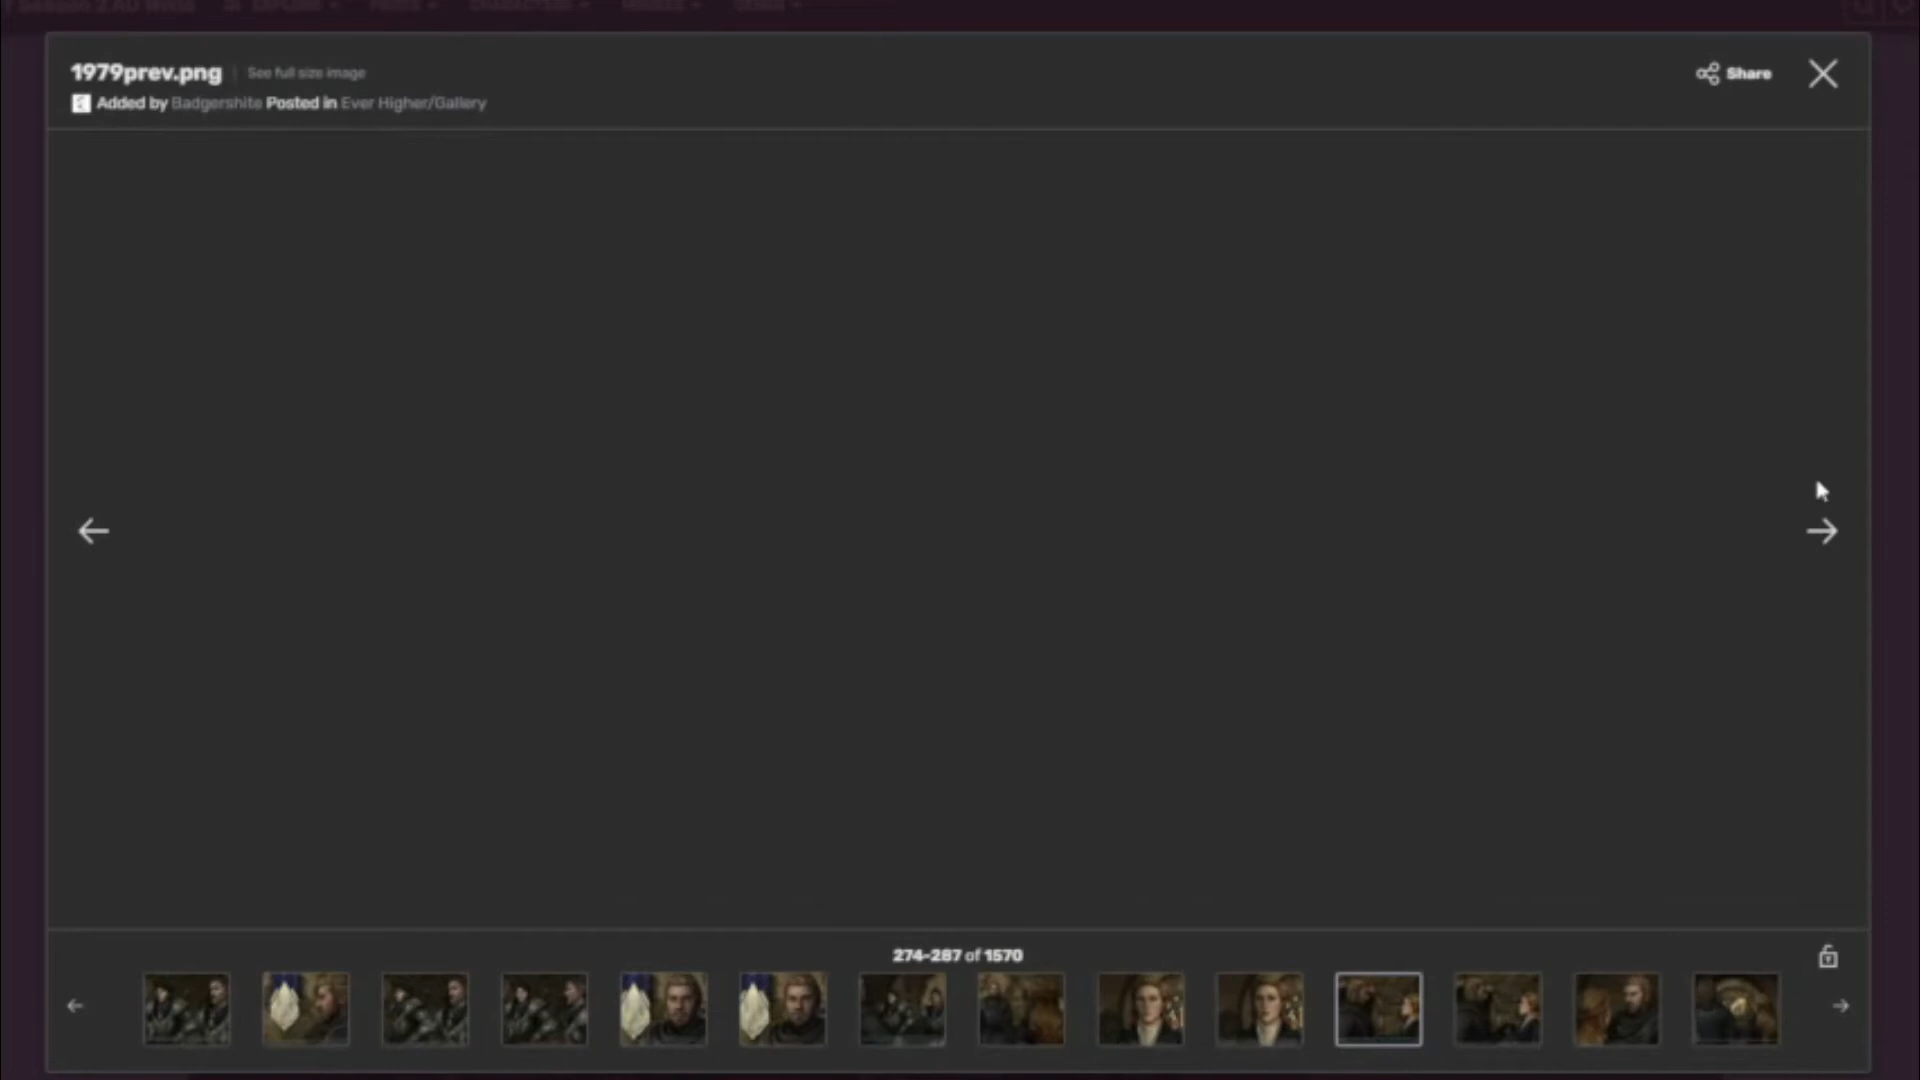 1979prev.png See full size image
Share
Added by Badgershite Posted in Ever Higher/Gallery
274-287 of 1570